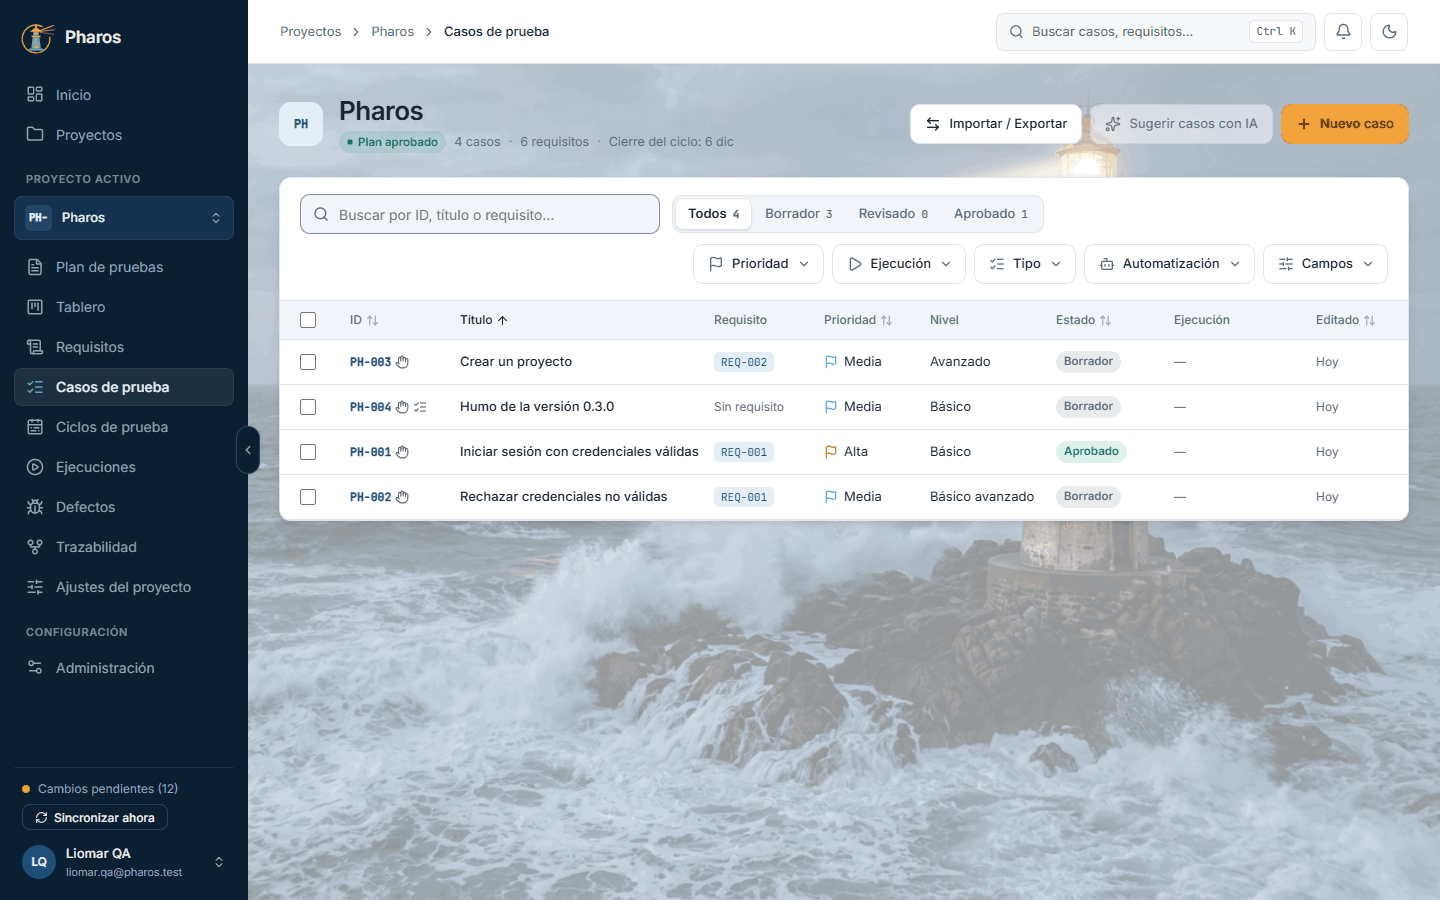 Pharos
Inicio
Proyectos
PROYECTO ACTIVO
PH- Pharos
Plan de pruebas
Tablero
Requisitos
Casos de prueba
Ciclos de prueba
Ejecuciones
Defectos
Trazabilidad
Ajustes del proyecto
CONFIGURACIÓN
Administración
Cambios pendientes (12)
Sincronizar ahora
LQ Liomar QA
liomar.qa@pharos.test
Proyectos > Pharos > Casos de prueba
Buscar casos, requisitos... Ctrl K
PH Pharos
Plan aprobado 4 casos · 6 requisitos · Cierre del ciclo: 6 dic
Importar / Exportar Sugerir casos con IA + Nuevo caso
Buscar por ID, título o requisito... Todos 4 Borrador 3 Revisado 0 Aprobado 1
Prioridad Ejecución Tipo Automatización Campos
ID Título Requisito Prioridad Nivel Estado Ejecución Editado
PH-003 Crear un proyecto REQ-002 Media Avanzado Borrador — Hoy
PH-004 Humo de la versión 0.3.0 Sin requisito Media Básico Borrador — Hoy
PH-001 Iniciar sesión con credenciales válidas REQ-001 Alta Básico Aprobado — Hoy
PH-002 Rechazar credenciales no válidas REQ-001 Media Básico avanzado Borrador — Hoy